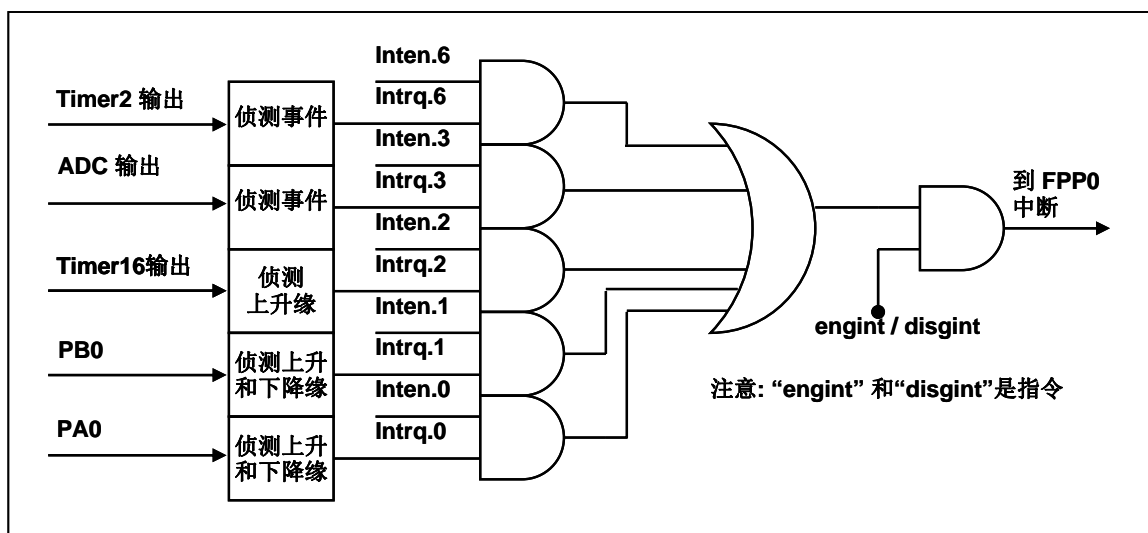 Timer2 输出
ADC 输出
Timer16输出
PB0
PA0
侦测事件
侦测事件
侦测
上升缘
侦测上升
和下降缘
侦测上升
和下降缘
Inten.6
Intrq.6
Inten.3
Intrq.3
Inten.2
Intrq.2
Inten.1
Intrq.1
Inten.0
Intrq.0
到 FPP0
中断
engint / disgint
注意: “engint” 和“disgint”是指令